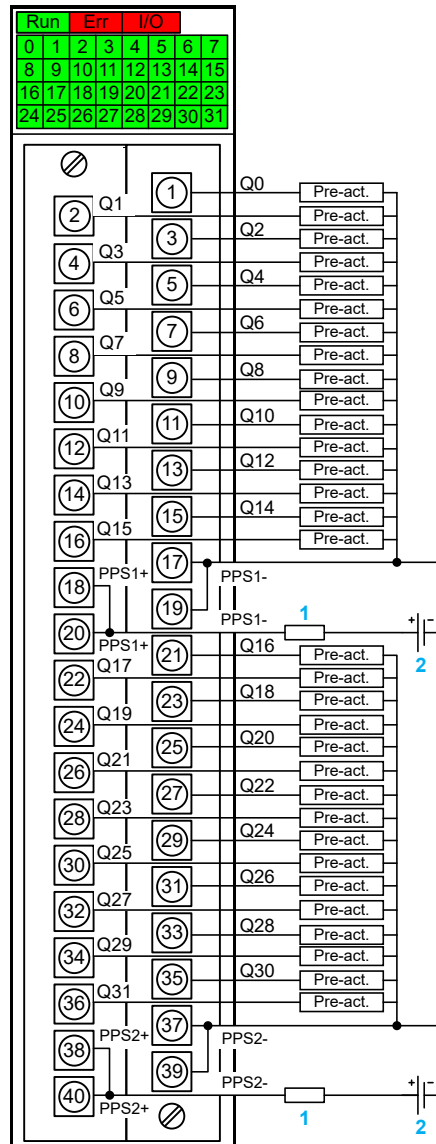 Run Err I/O
0 1 2 3 4 5 6 7
8 9 10 11 12 13 14 15
16 17 18 19 20 21 22 23
24 25 26 27 28 29 30 31
1 Q0 Pre-act.
2 Q1 Pre-act.
3 Q2 Pre-act.
4 Q3 Pre-act.
5 Q4 Pre-act.
6 Q5 Pre-act.
7 Q6 Pre-act.
8 Q7 Pre-act.
9 Q8 Pre-act.
10 Q9 Pre-act.
11 Q10 Pre-act.
12 Q11 Pre-act.
13 Q12 Pre-act.
14 Q13 Pre-act.
15 Q14 Pre-act.
16 Q15 Pre-act.
17 PPS1-
18 PPS1+
19 PPS1-
20 PPS1+ 1 + - 2
21 Q16 Pre-act.
22 Q17 Pre-act.
23 Q18 Pre-act.
24 Q19 Pre-act.
25 Q20 Pre-act.
26 Q21 Pre-act.
27 Q22 Pre-act.
28 Q23 Pre-act.
29 Q24 Pre-act.
30 Q25 Pre-act.
31 Q26 Pre-act.
32 Q27 Pre-act.
33 Q28 Pre-act.
34 Q29 Pre-act.
35 Q30 Pre-act.
36 Q31 Pre-act.
37 PPS2-
38 PPS2+
39 PPS2-
40 PPS2+ 1 + - 2